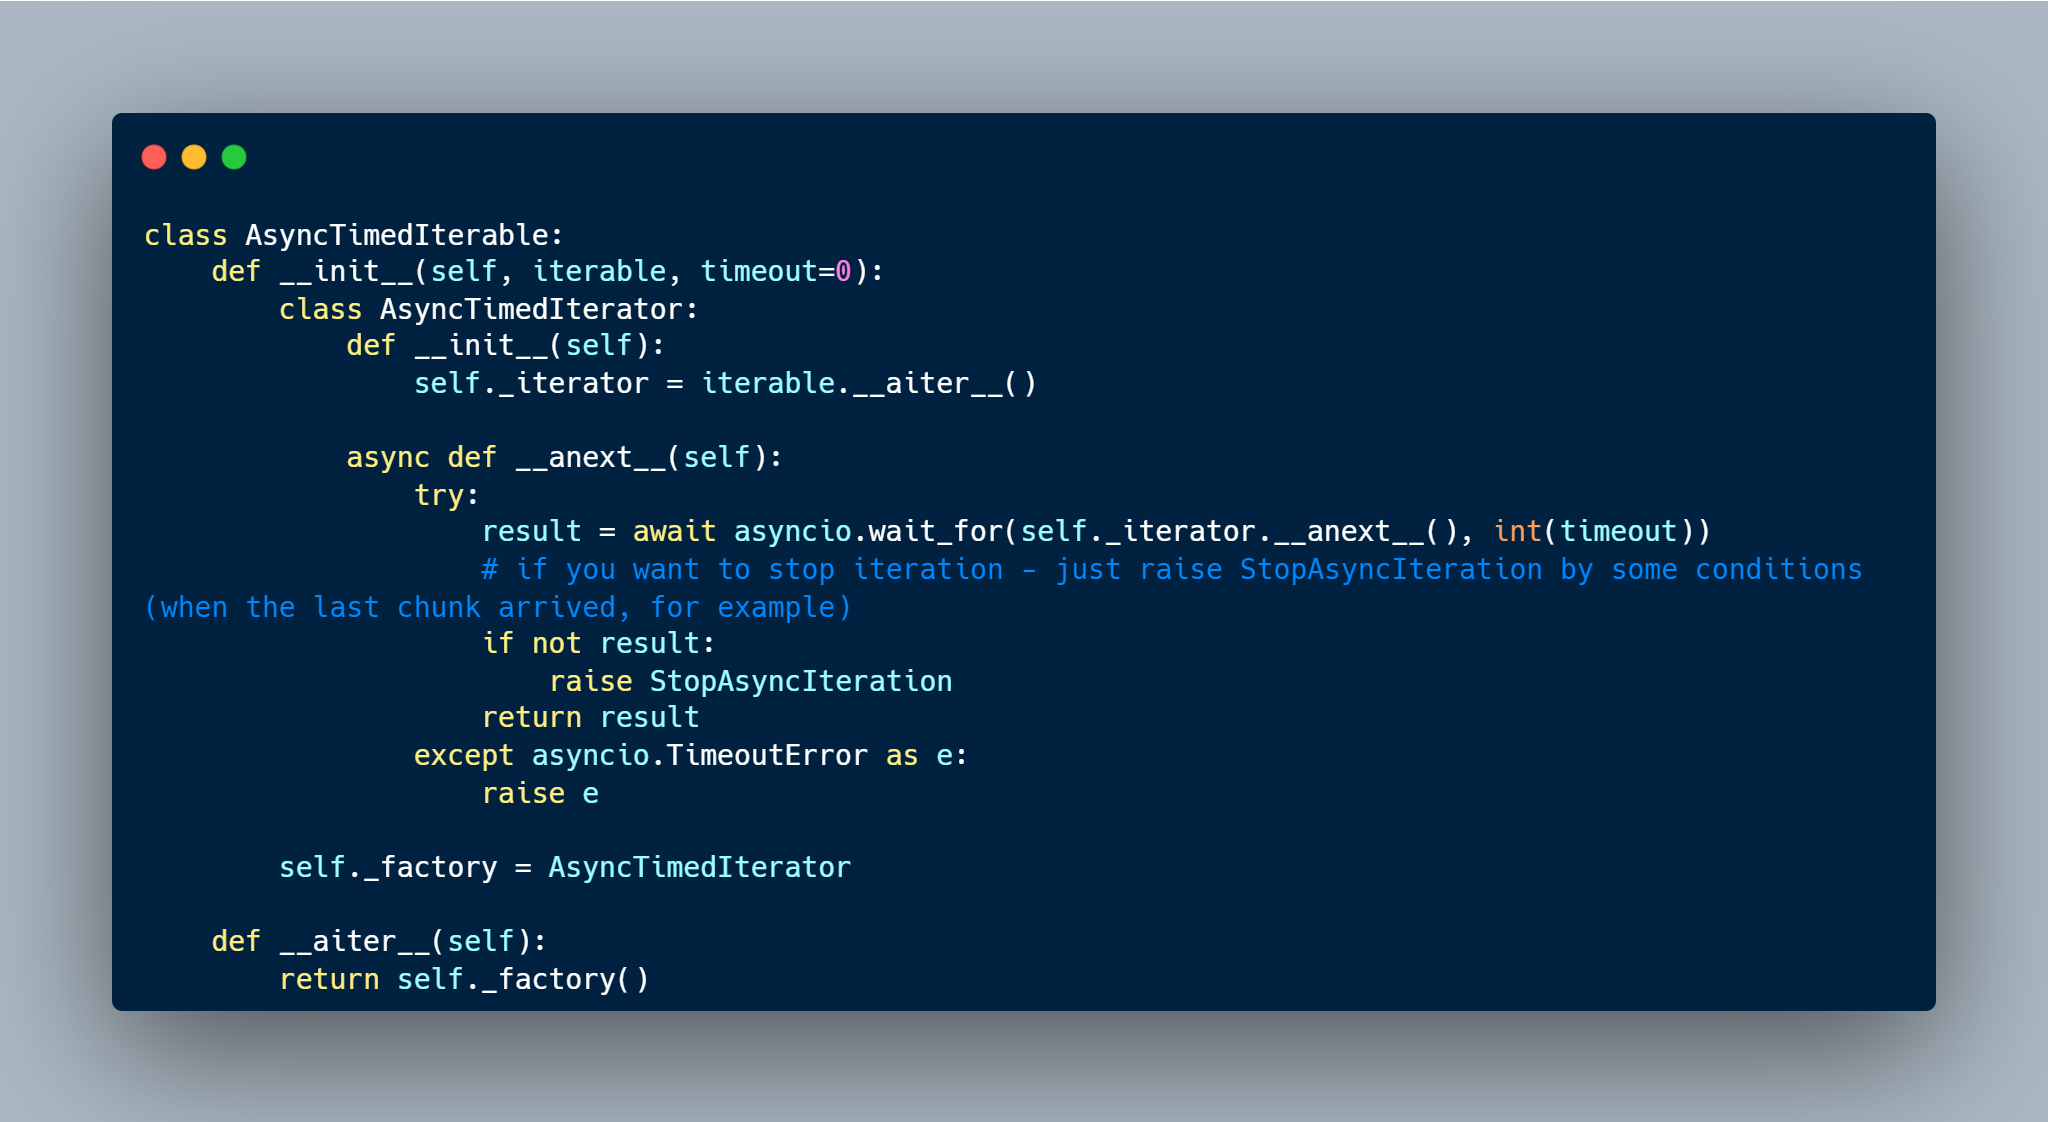 class AsyncTimedIterable:
    def __init__(self, iterable, timeout=0):
        class AsyncTimedIterator:
            def __init__(self):
                self._iterator = iterable.__aiter__()

            async def __anext__(self):
                try:
                    result = await asyncio.wait_for(self._iterator.__anext__(), int(timeout))
                    # if you want to stop iteration - just raise StopAsyncIteration by some conditions
(when the last chunk arrived, for example)
                    if not result:
                        raise StopAsyncIteration
                    return result
                except asyncio.TimeoutError as e:
                    raise e

        self._factory = AsyncTimedIterator

    def __aiter__(self):
        return self._factory()